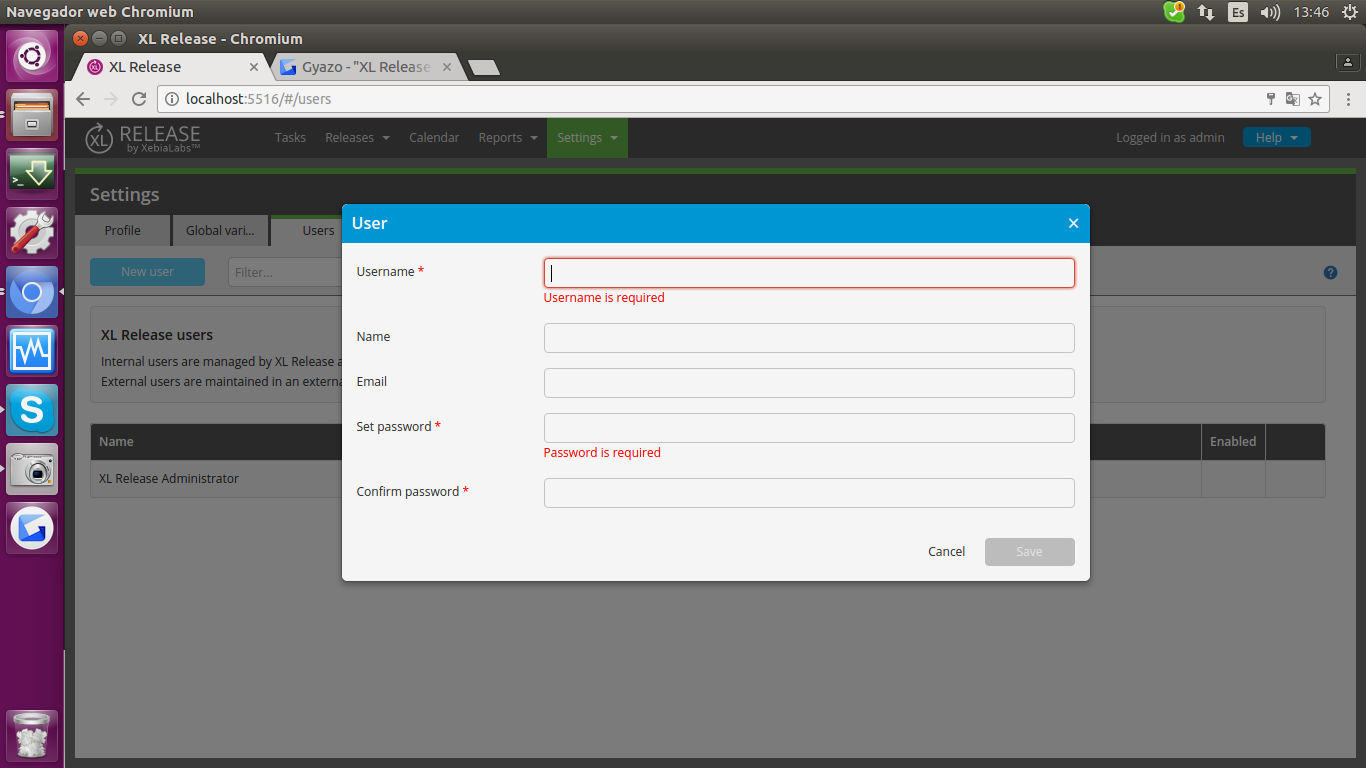 Navegador web Chromium
1
Es
13:46
XL Release - Chromium
XL Release
Gyazo - "XL Release
localhost:5516/#/users
XL RELEASE
by XebiaLabs™
Tasks
Releases
Calendar
Reports
Settings
Logged in as admin
Help
Settings
Profile
Global vari...
Users
New user
Filter...
?
XL Release users
Internal users are managed by XL Release a
External users are maintained in an externa
Name
Enabled
XL Release Administrator
User
Username *
Username is required
Name
Email
Set password *
Password is required
Confirm password *
Cancel
Save